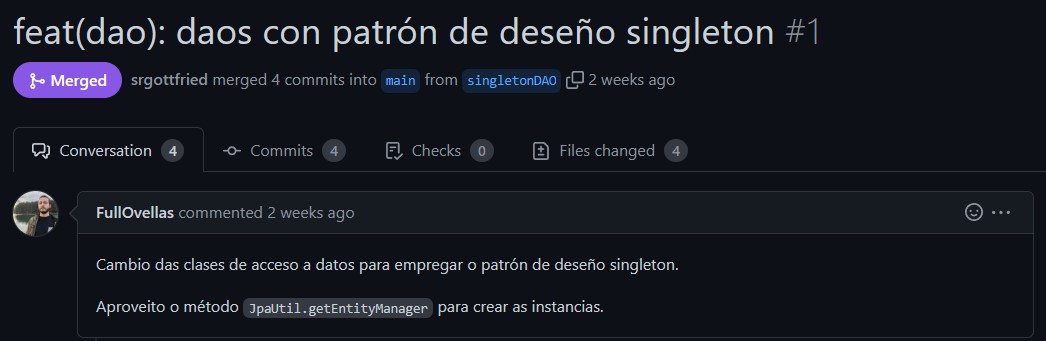 feat(dao): daos con patrón de deseño singleton #1
Merged srgottfried merged 4 commits into main from singletonDAO 2 weeks ago
Conversation 4 Commits 4 Checks 0 Files changed 4
FullOvellas commented 2 weeks ago
Cambio das clases de acceso a datos para empregar o patrón de deseño singleton.
Aproveito o método JpaUtil.getEntityManager para crear as instancias.